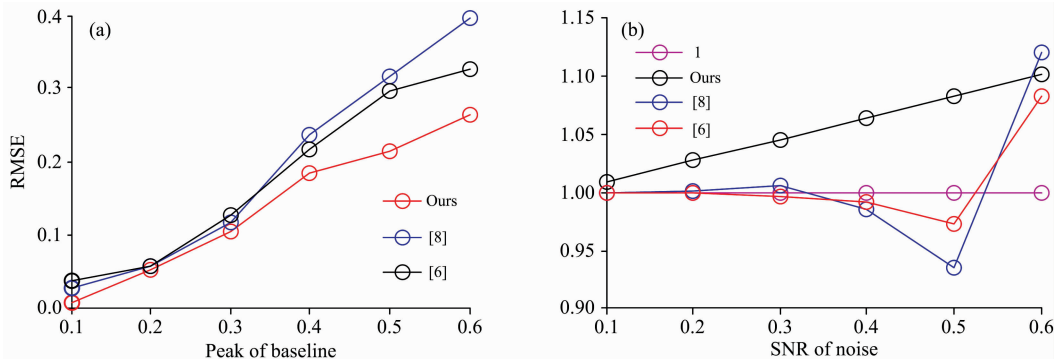 (a)
RMSE
0.4
0.3
0.2
0.1
0.0
Ours
[8]
[6]
0.1 0.2 0.3 0.4 0.5 0.6
Peak of baseline
(b)
1.15
1.10
1.05
1.00
0.95
0.90
1
Ours
[8]
[6]
0.1 0.2 0.3 0.4 0.5 0.6
SNR of noise